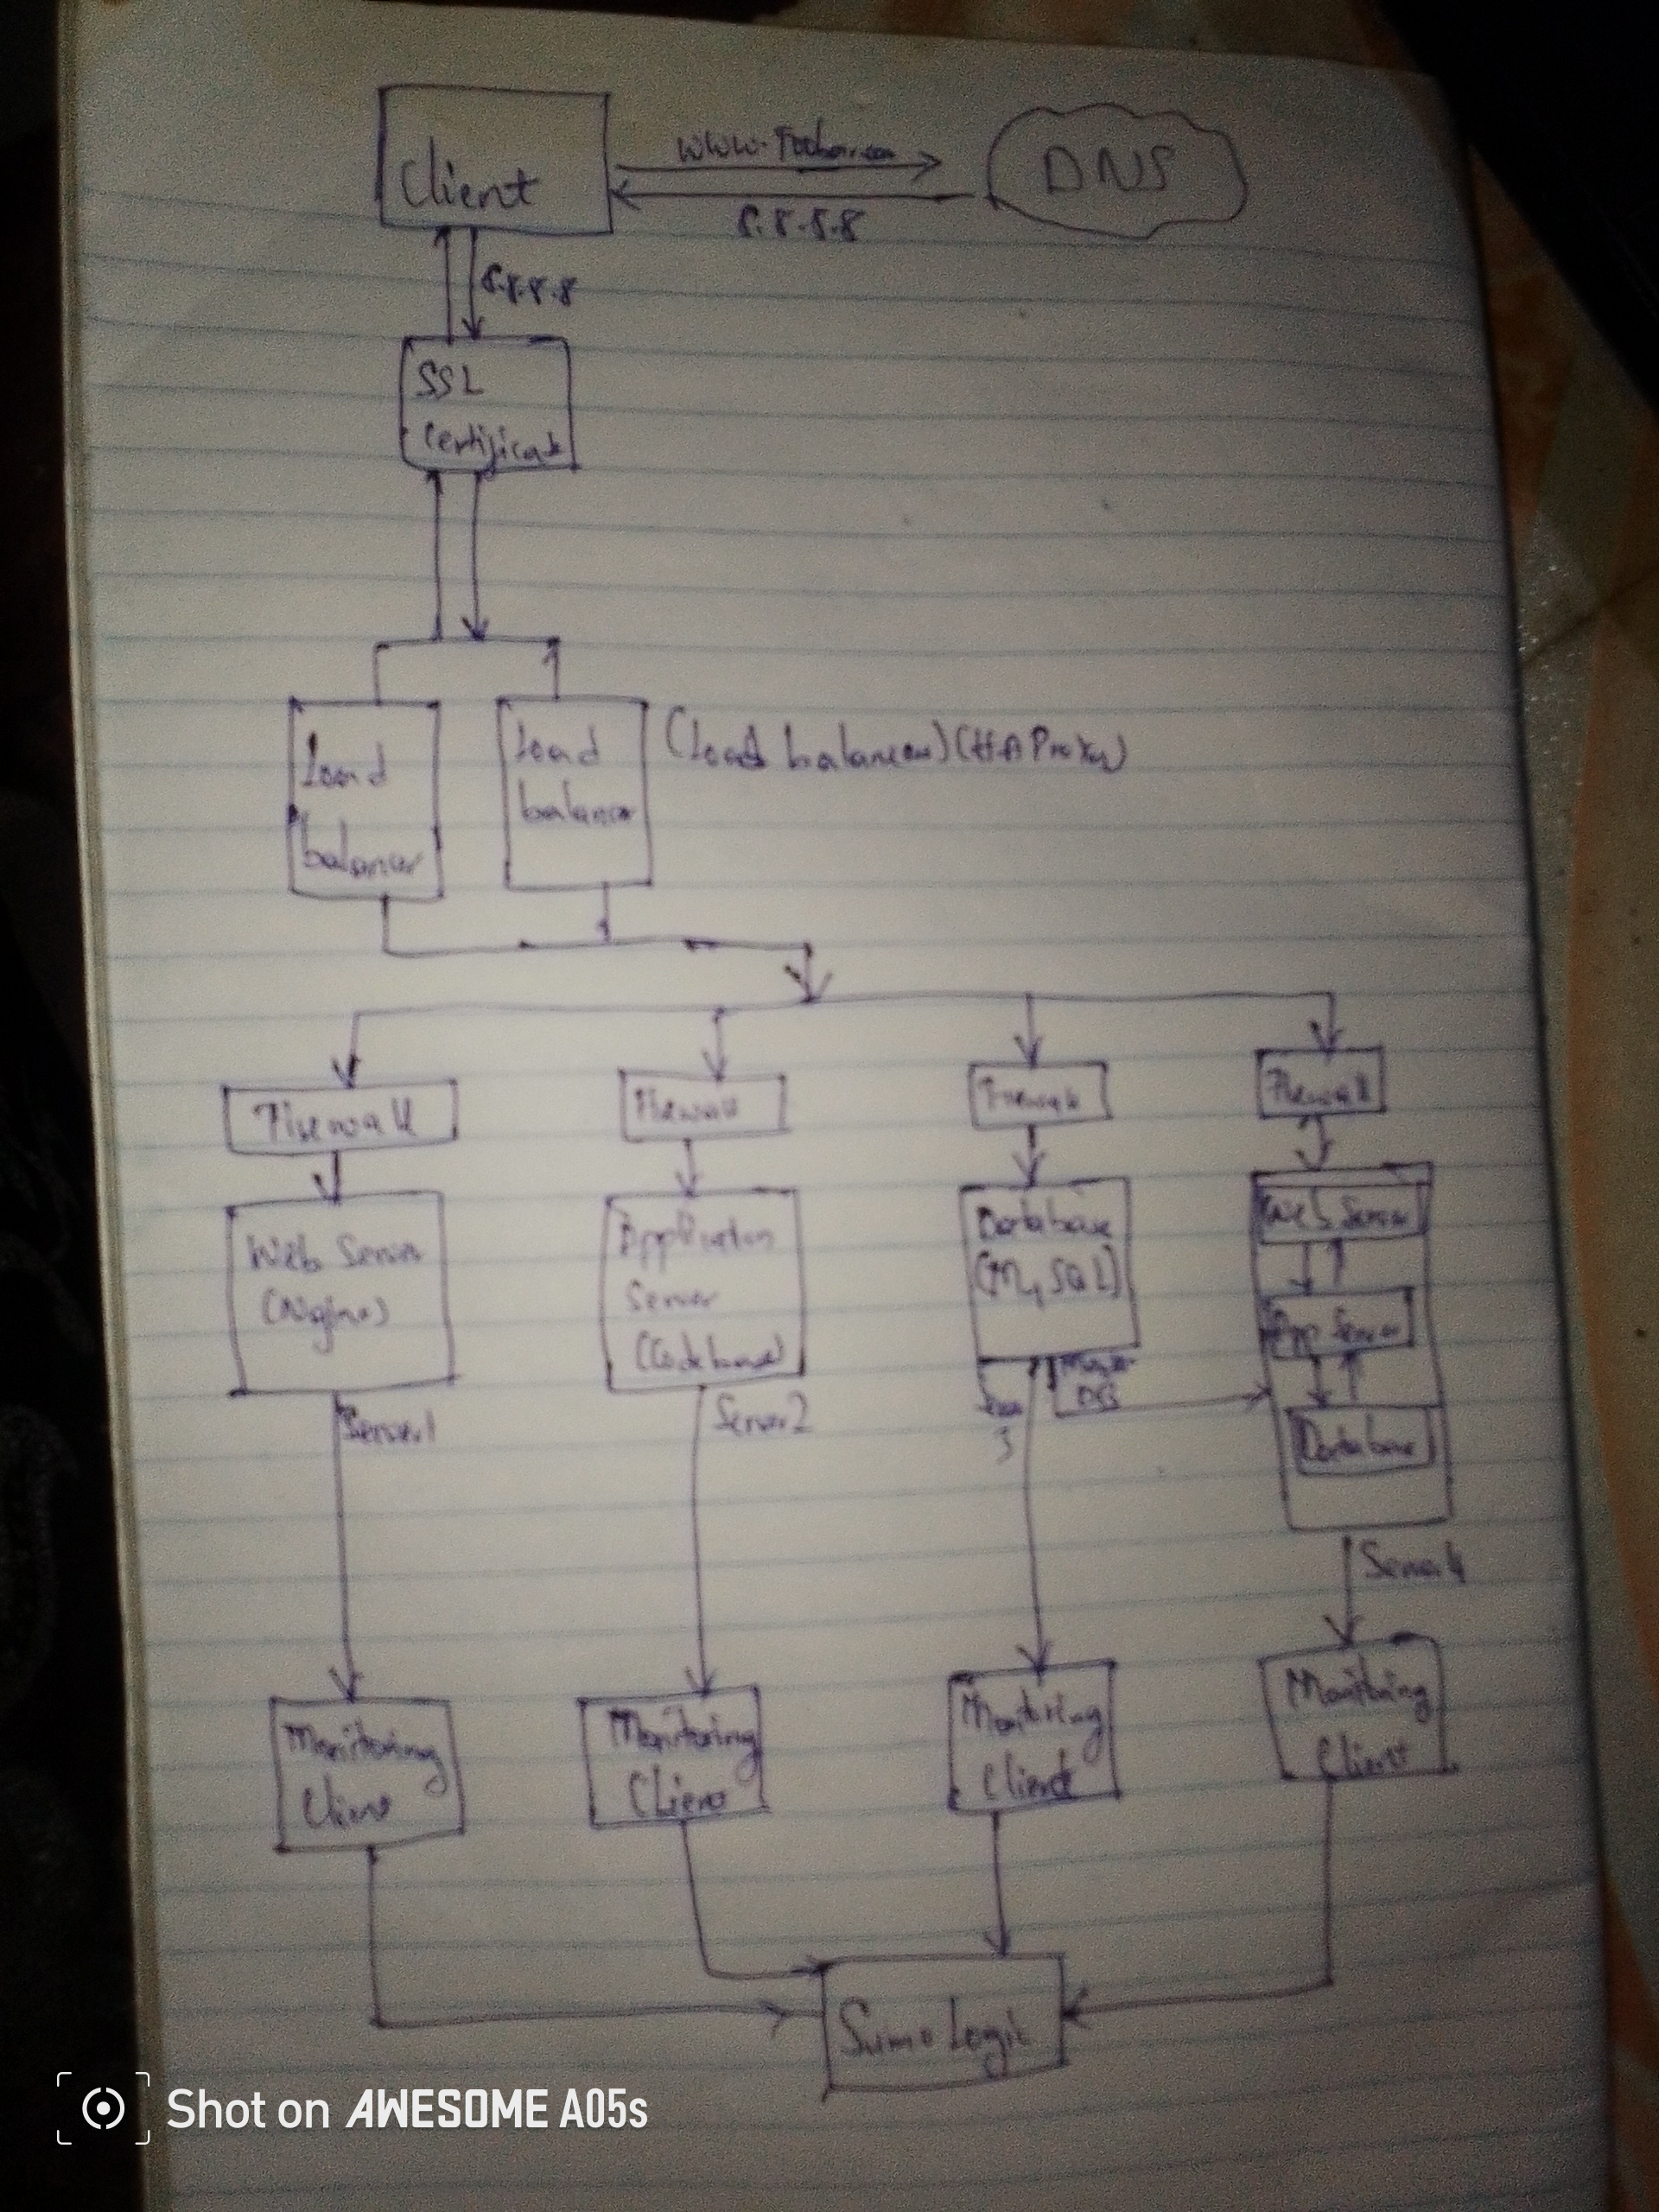 Client
www.Foobar.com
DNS
8.8.8.8
8.8.8.8
SSL
Certificate
Load
balancer
Load
balancer
(Load balancer) (HAProxy)
Firewall
Firewall
Firewall
Firewall
Web Server
(Nginx)
Application
Server
(Codebase)
Database
(MySQL)
Web Server
App Server
Database
Server1
Server2
3
Master
DB
Server4
Monitoring
Client
Monitoring
Client
Monitoring
Client
Monitoring
Client
Sumo Logic
Shot on AWESOME A05s